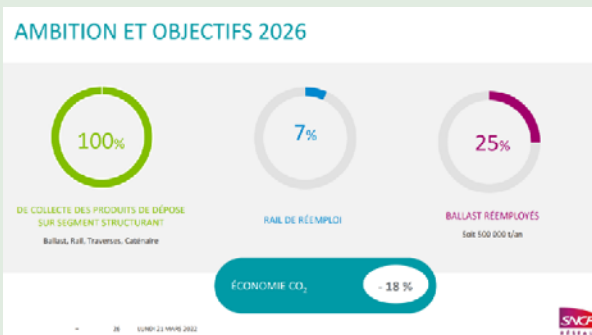 AMBITION ET OBJECTIFS 2026
100%
7%
25%
DE COLLECTE DES PRODUITS DE DÉPOSE
SUR SEGMENT STRUCTURANT
Ballast, Rail, Traverses, Caténaire
RAIL DE RÉEMPLOI
BALLAST RÉEMPLOYÉS
Soit 500 000 t/an
ÉCONOMIE CO₂
- 18 %
LUNDI 21 MARS 2022
SNCF
RÉSEAU